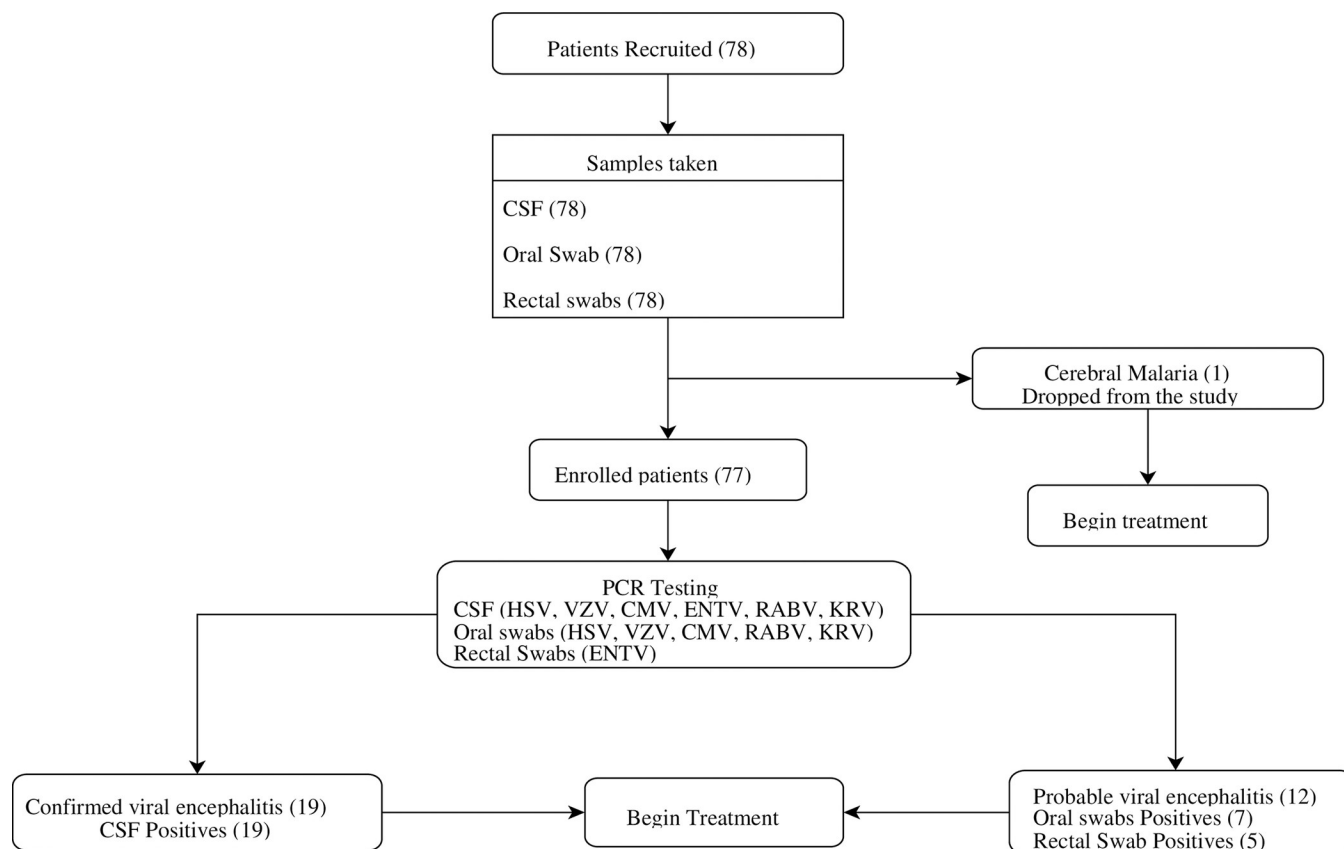 Patients Recruited (78)
Samples taken
CSF (78)
Oral Swab (78)
Rectal swabs (78)
Cerebral Malaria (1)
Dropped from the study
Enrolled patients (77)
Begin treatment
PCR Testing
CSF (HSV, VZV, CMV, ENTV, RABV, KRV)
Oral swabs (HSV, VZV, CMV, RABV, KRV)
Rectal Swabs (ENTV)
Confirmed viral encephalitis (19)
CSF Positives (19)
Begin Treatment
Probable viral encephalitis (12)
Oral swabs Positives (7)
Rectal Swab Positives (5)